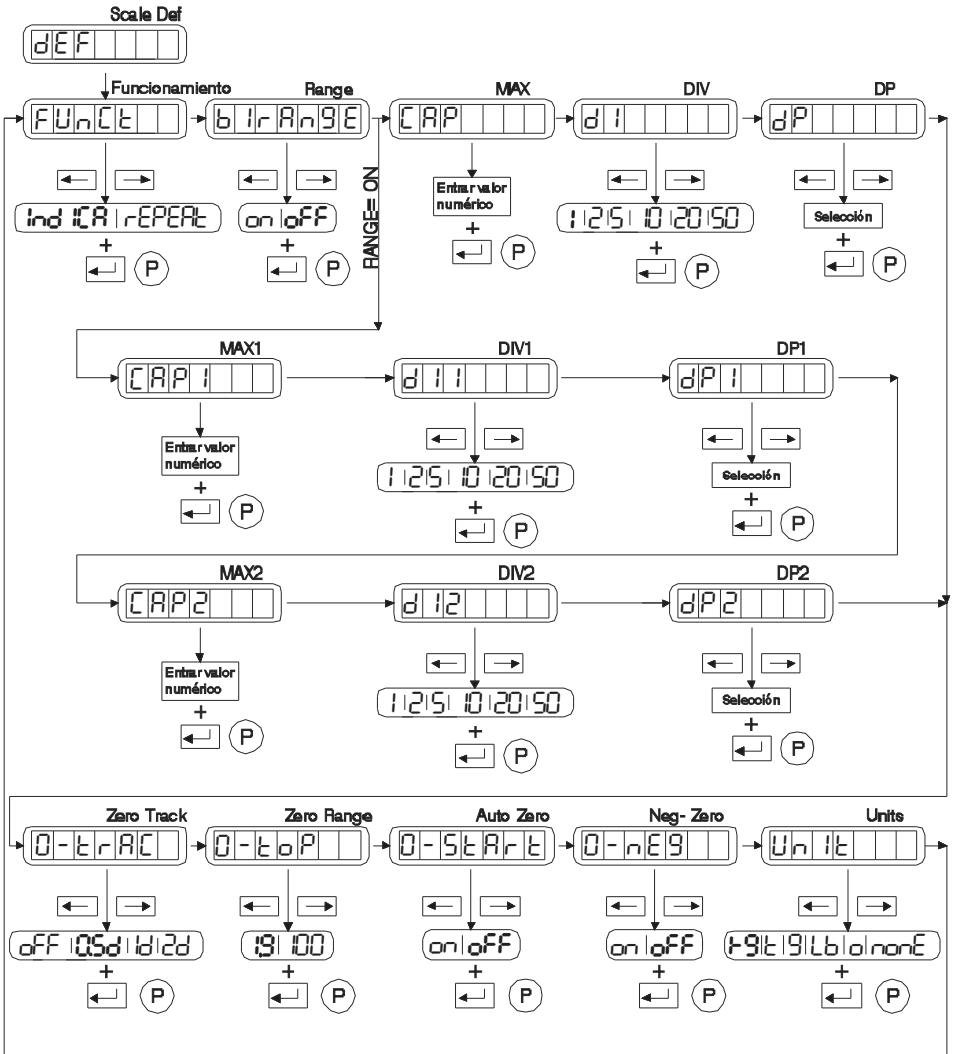 Scale Def
dEF
Funcionamiento Range MAX DIV DP
FUnCt bIrAn9E CAP dI dP
IndICA | rEPEAt
on | oFF
RANGE= ON
Entrar valor
numérico
1 | 2 | 5 | 10 | 20 | 50
Selección
+ + + + +
P P P P P
MAX1 DIV1 DP1
CAP1 dI1 dP1
Entrar valor
numérico
1 | 2 | 5 | 10 | 20 | 50
Selección
+ + +
P P P
MAX2 DIV2 DP2
CAP2 dI2 dP2
Entrar valor
numérico
1 | 2 | 5 | 10 | 20 | 50
Selección
+ + +
P P P
Zero Track Zero Range Auto Zero Neg- Zero Units
0-trAC 0-toP 0-StArt 0-nE9 UnIt
oFF | 0.5d | 1d | 2d
1.9 | 100
on | oFF
on | oFF
9 | t | 9 | Lb | o | nonE
+ + + + +
P P P P P